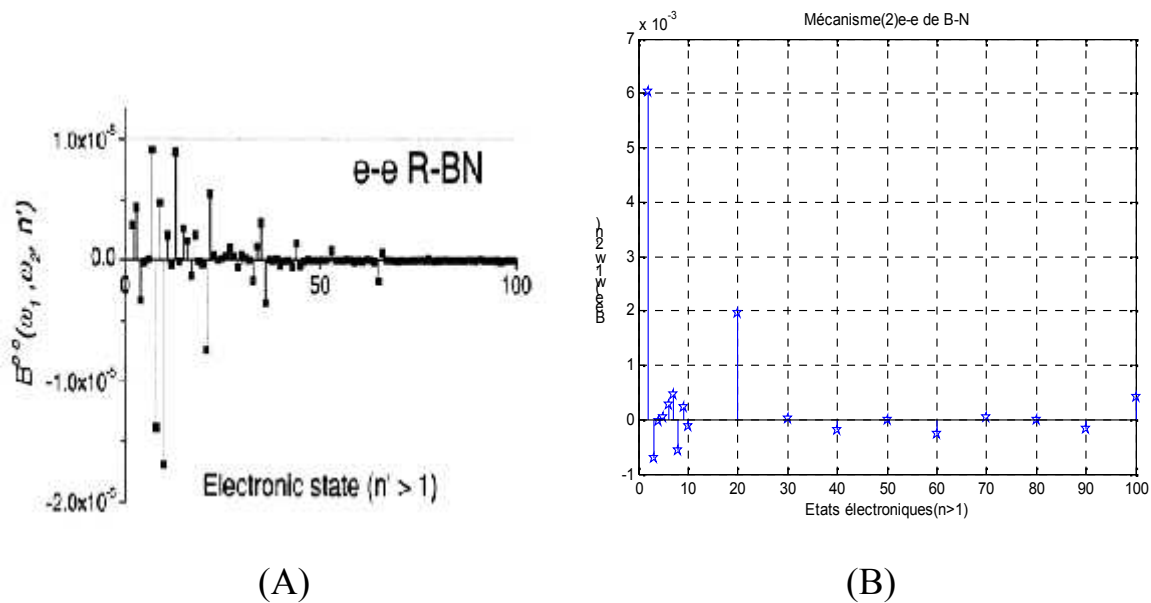 1.0x10⁻⁵
e-e R-BN
0.0
0
50
100
-1.0x10⁻⁵
Electronic state (n' > 1)
-2.0x10⁻⁵
(ω₁, ω₂, n')
(A)
x 10⁻³
Mécanisme(2)e-e de B-N
7
6
5
4
3
2
1
0
-1
0 10 20 30 40 50 60 70 80 90 100
Etats électroniques(n>1)
(B)